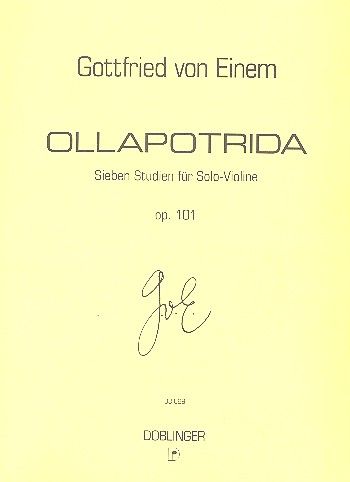 Gottfried von Einem
OLLAPOTRIDA
Sieben Studien für Solo-Violine
op. 101
G.v.E.
DOBLINGER
D